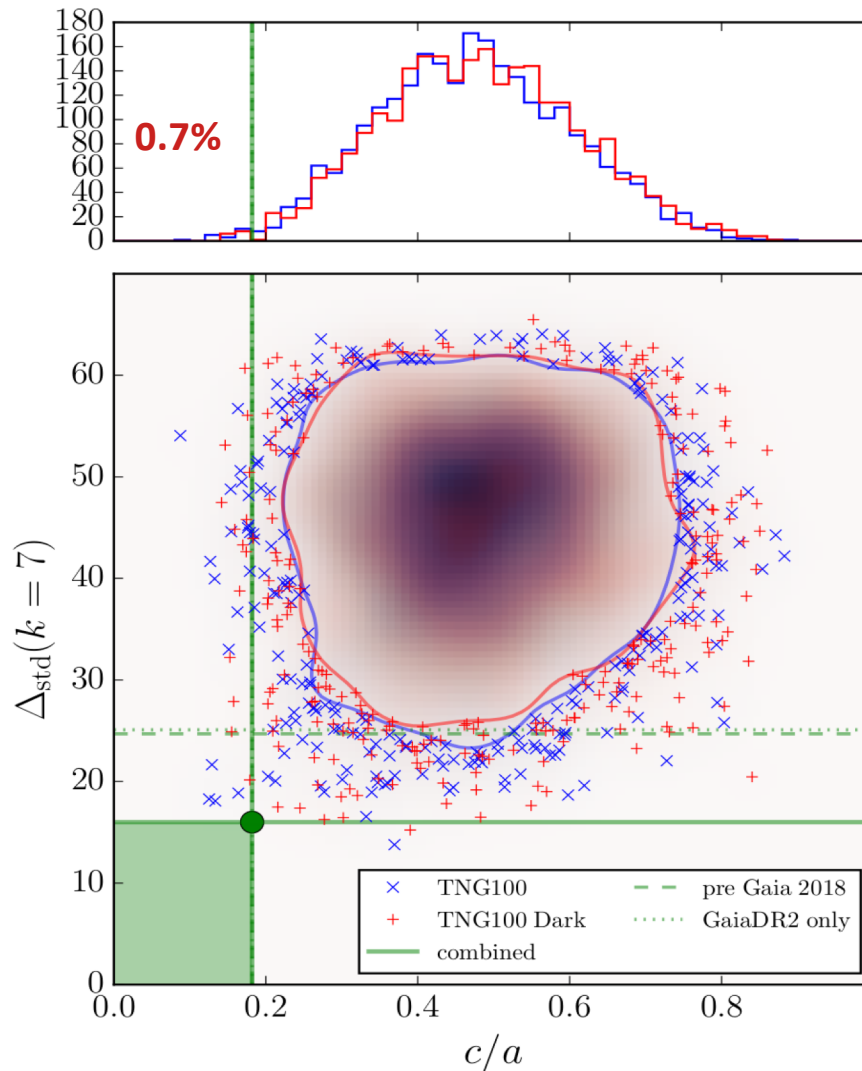 180
160
140
120
100
80
60
40
20
0
0.7%
60
50
40
30
20
10
0
Δstd(k = 7)
TNG100
TNG100 Dark
combined
pre Gaia 2018
GaiaDR2 only
0.0 0.2 0.4 0.6 0.8
c/a